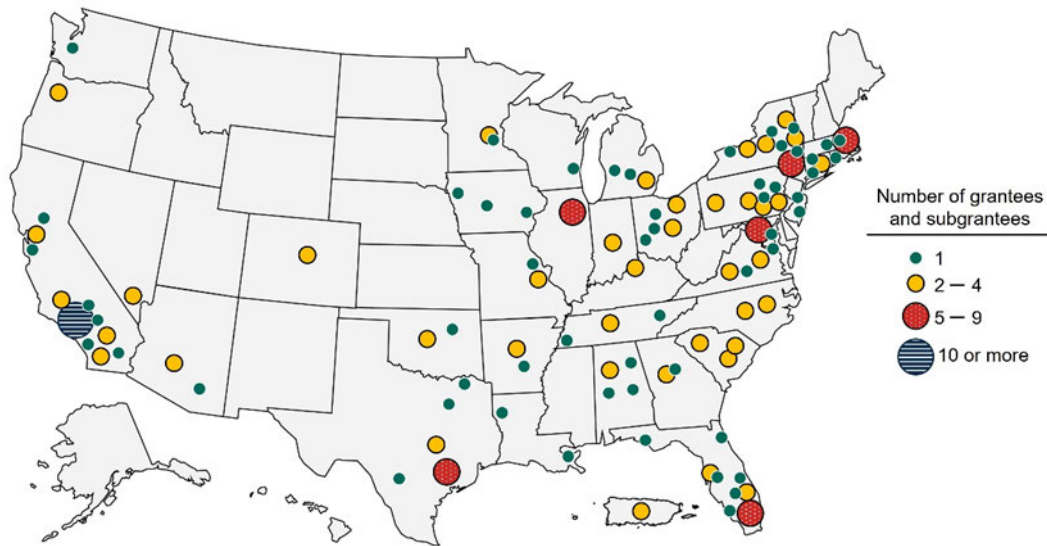 Number of grantees
and subgrantees
1
2 — 4
5 — 9
10 or more